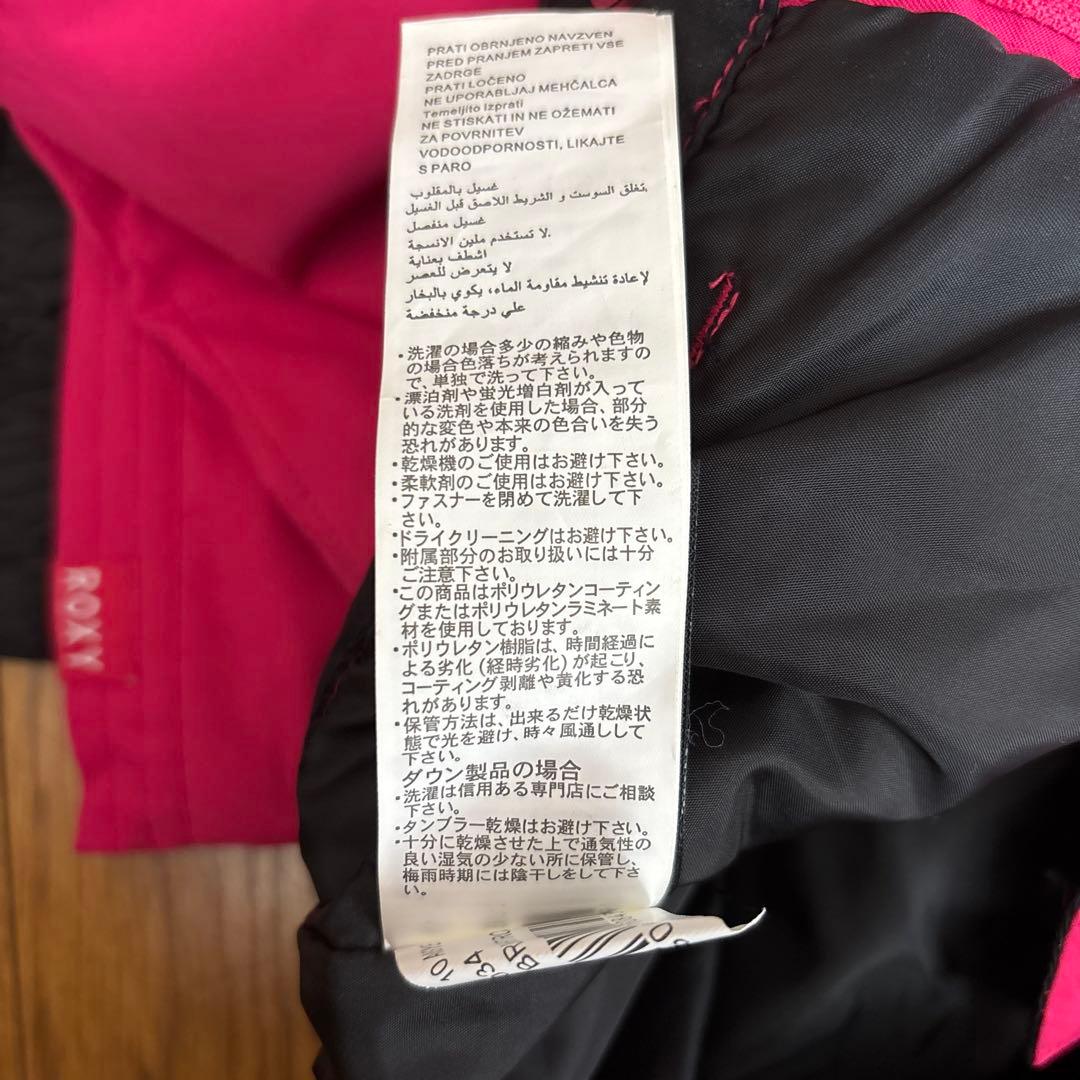 PRATI OBRNJENO NAVZVEN
PRED PRANJEM ZAPRETI VSE
ZADRGE
PRATI LOČENO
NE UPORABLJAJ MEHČALCA
Temeljito Izprati
NE STISKATI IN NE OŽEMATI
ZA POVRNITEV
VODOODPORNOSTI, LIKAJTE
S PARO
غسيل بالمقلوب
تغلق السوست و الشريط اللاصق قبل الغسيل.
غسيل منفصل
لا تستخدم ملين الانسجة.
اشطف بعناية
لا يتعرض للعصر
لإعادة تنشيط مقاومة الماء، يكوي بالبخار
علي درجة منخفضة
・洗濯の場合多少の縮みや色物
の場合色落ちが考えられますの
で、単独で洗って下さい。
・漂泊剤や蛍光増白剤が入って
いる洗剤を使用した場合、部分
的な変色や本来の色合いを失う
恐れがあります。
・乾燥機のご使用はお避け下さい。
・柔軟剤のご使用はお避け下さい。
・ファスナーを閉めて洗濯して下
さい。
・ドライクリーニングはお避け下さい。
・附属部分のお取り扱いには十分
ご注意下さい。
・この商品はポリウレタンコーティン
グまたはポリウレタンラミネート素
材を使用しております。
・ポリウレタン樹脂は、時間経過に
よる劣化（経時劣化）が起こり、
コーティング剥離や黄化する恐
れがあります。
・保管方法は、出来るだけ乾燥状
態で光を避け、時々風通しして
下さい。
ダウン製品の場合
・洗濯は信用ある専門店にご相談
下さい。
・タンブラー乾燥はお避け下さい。
・十分に乾燥させた上で通気性の
良い湿気の少ない所に保管し、
梅雨時期には陰干しをして下さ
い。
ROXY